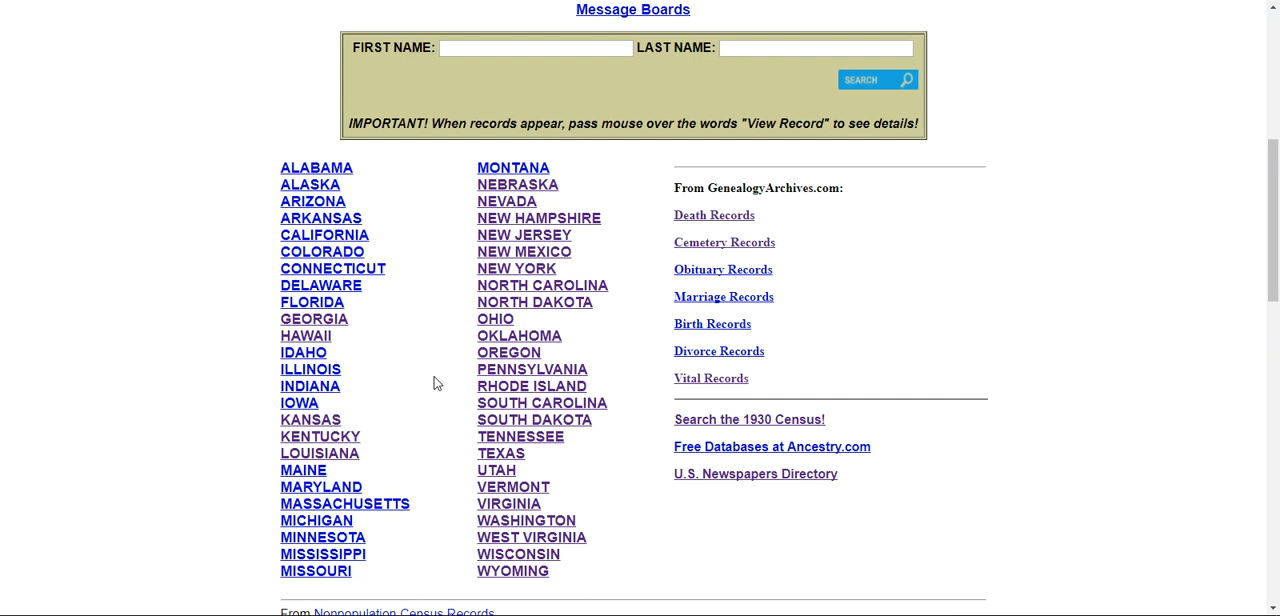 Message Boards
FIRST NAME: LAST NAME:
SEARCH
IMPORTANT! When records appear, pass mouse over the words "View Record" to see details!
ALABAMA
ALASKA
ARIZONA
ARKANSAS
CALIFORNIA
COLORADO
CONNECTICUT
DELAWARE
FLORIDA
GEORGIA
HAWAII
IDAHO
ILLINOIS
INDIANA
IOWA
KANSAS
KENTUCKY
LOUISIANA
MAINE
MARYLAND
MASSACHUSETTS
MICHIGAN
MINNESOTA
MISSISSIPPI
MISSOURI
MONTANA
NEBRASKA
NEVADA
NEW HAMPSHIRE
NEW JERSEY
NEW MEXICO
NEW YORK
NORTH CAROLINA
NORTH DAKOTA
OHIO
OKLAHOMA
OREGON
PENNSYLVANIA
RHODE ISLAND
SOUTH CAROLINA
SOUTH DAKOTA
TENNESSEE
TEXAS
UTAH
VERMONT
VIRGINIA
WASHINGTON
WEST VIRGINIA
WISCONSIN
WYOMING
From GenealogyArchives.com:
Death Records
Cemetery Records
Obituary Records
Marriage Records
Birth Records
Divorce Records
Vital Records
Search the 1930 Census!
Free Databases at Ancestry.com
U.S. Newspapers Directory
From Nonpopulation Census Records